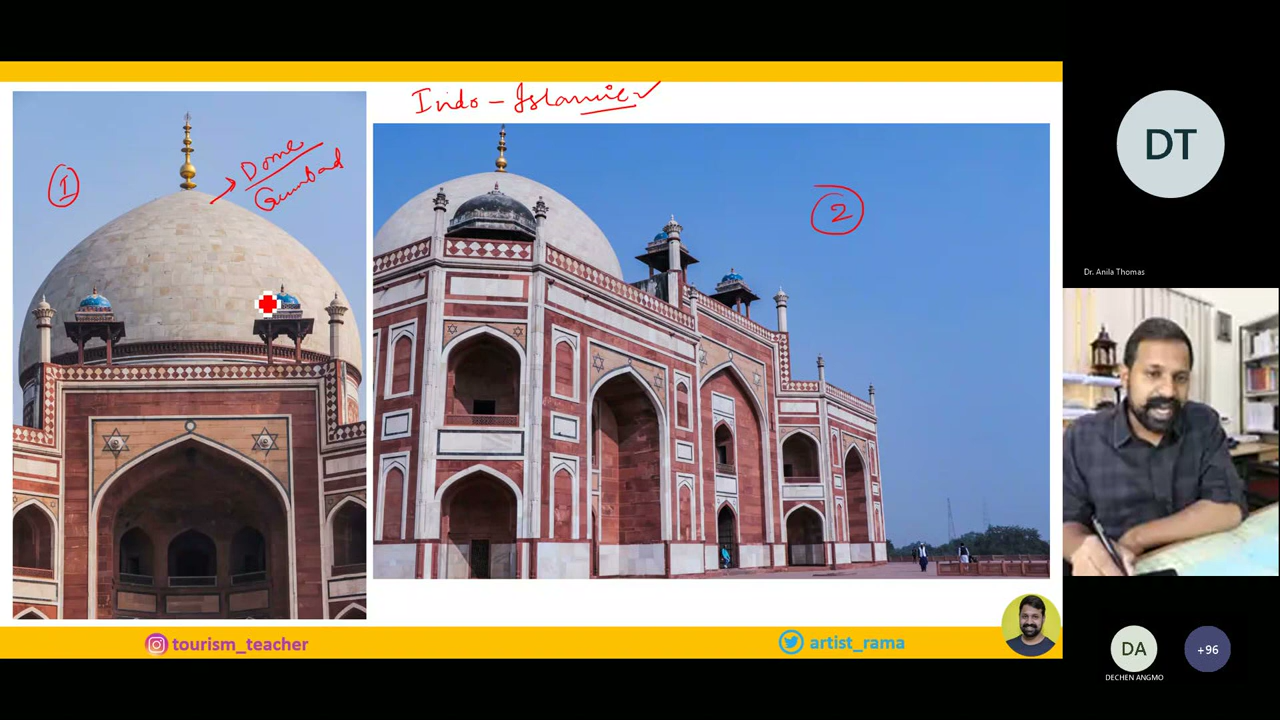 Indo - Islamic
1
Dome
Gumbad
2
DT
Dr. Anila Thomas
tourism_teacher
artist_rama
DA
+96
DECHEN ANGMO